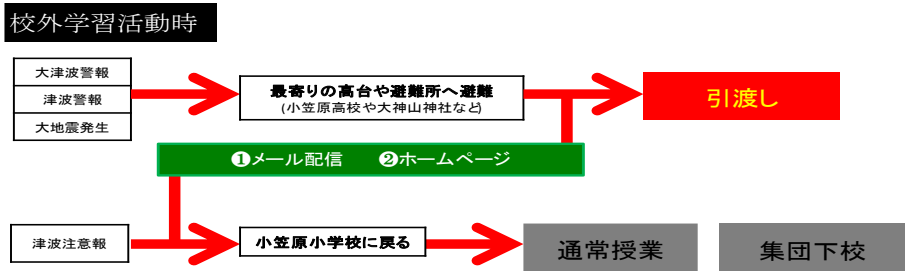 校外学習活動時
大津波警報
津波警報
大地震発生
最寄りの高台や避難所へ避難
(小笠原高校や大神山神社など)
引渡し
❶メール配信 ❷ホームページ
津波注意報
小笠原小学校に戻る
通常授業
集団下校